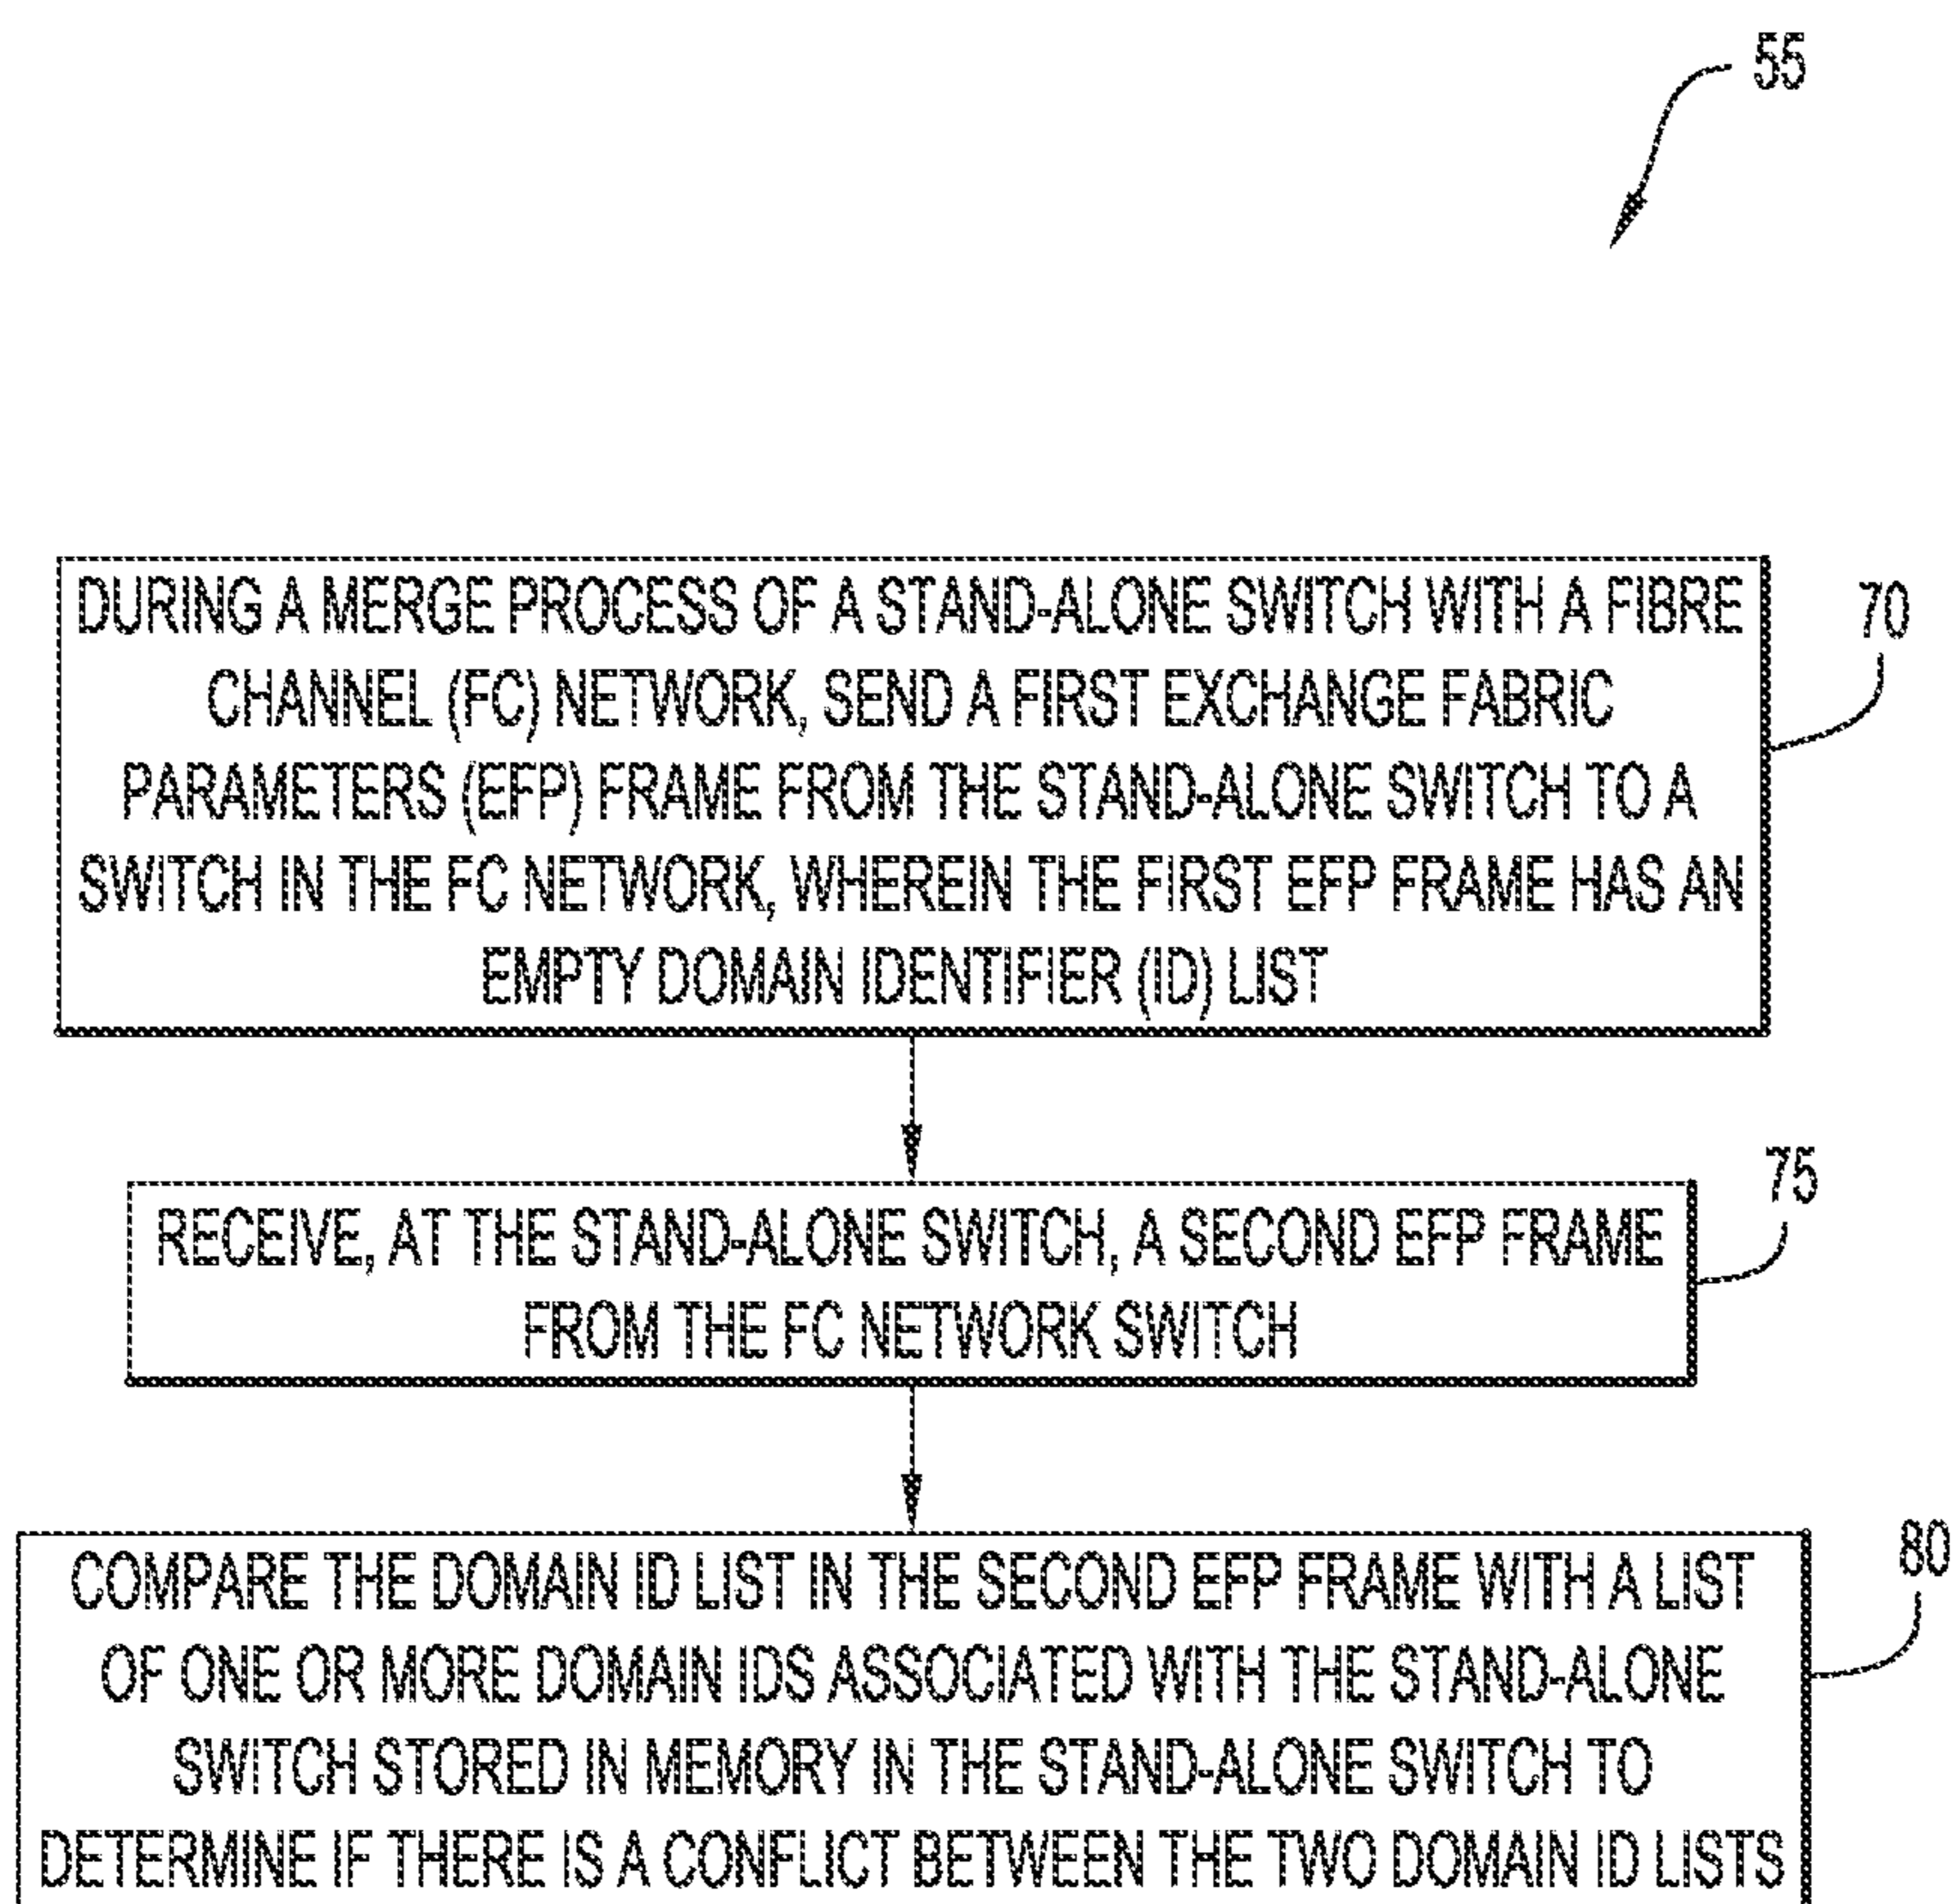 55
DURING A MERGE PROCESS OF A STAND-ALONE SWITCH WITH A FIBRE
CHANNEL (FC) NETWORK, SEND A FIRST EXCHANGE FABRIC
PARAMETERS (EFP) FRAME FROM THE STAND-ALONE SWITCH TO A
SWITCH IN THE FC NETWORK, WHEREIN THE FIRST EFP FRAME HAS AN
EMPTY DOMAIN IDENTIFIER (ID) LIST
70
RECEIVE, AT THE STAND-ALONE SWITCH, A SECOND EFP FRAME
FROM THE FC NETWORK SWITCH
75
COMPARE THE DOMAIN ID LIST IN THE SECOND EFP FRAME WITH A LIST
OF ONE OR MORE DOMAIN IDS ASSOCIATED WITH THE STAND-ALONE
SWITCH STORED IN MEMORY IN THE STAND-ALONE SWITCH TO
DETERMINE IF THERE IS A CONFLICT BETWEEN THE TWO DOMAIN ID LISTS
80